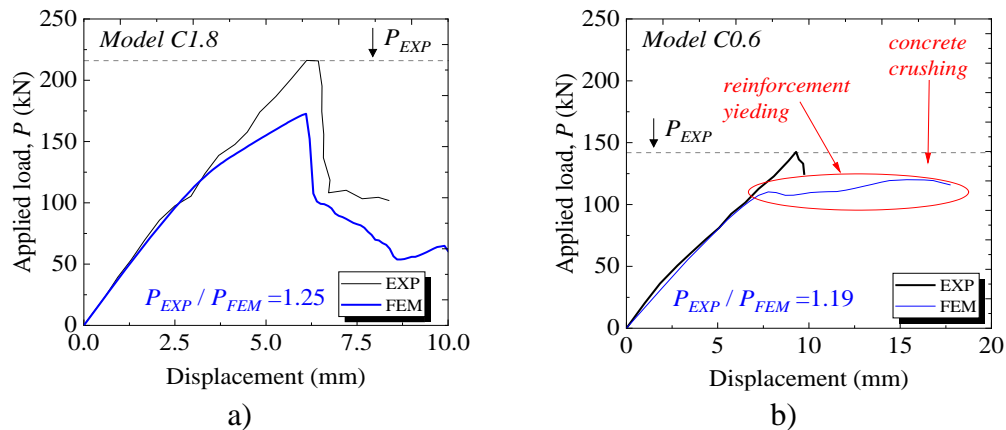 Model C1.8
P_EXP
P_EXP / P_FEM =1.25
EXP
FEM
250
200
150
100
50
0
0.0 2.5 5.0 7.5 10.0
Applied load, P (kN)
Displacement (mm)
a)
Model C0.6
concrete
crushing
reinforcement
yieding
P_EXP
P_EXP / P_FEM =1.19
EXP
FEM
250
200
150
100
50
0
0 5 10 15 20
Applied load, P (kN)
Displacement (mm)
b)